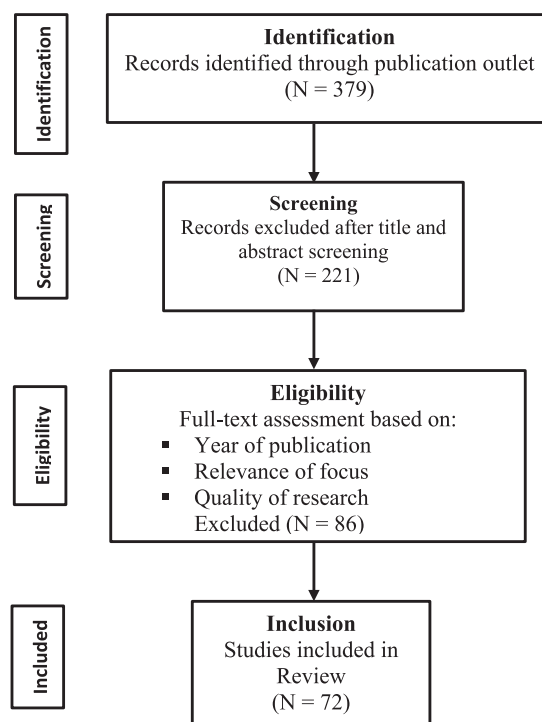 Identification
Identification
Records identified through publication outlet
(N = 379)
Screening
Screening
Records excluded after title and
abstract screening
(N = 221)
Eligibility
Eligibility
Full-text assessment based on:
▪ Year of publication
▪ Relevance of focus
▪ Quality of research
Excluded (N = 86)
Included
Inclusion
Studies included in
Review
(N = 72)